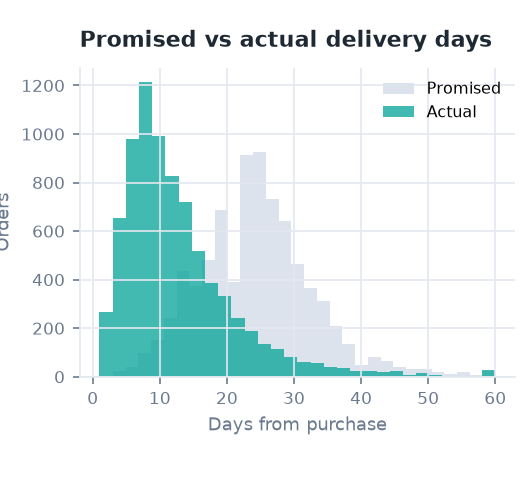 Promised vs actual delivery days
Promised
Actual
1200
1000
800
600
400
200
0
Orders
0 10 20 30 40 50 60
Days from purchase